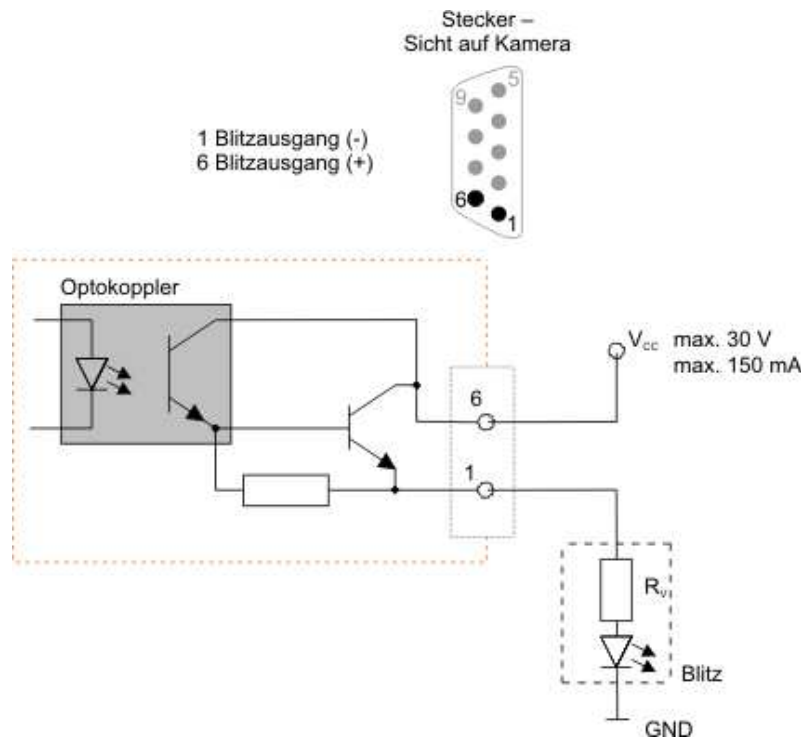 Stecker –
Sicht auf Kamera
5
9
1 Blitzausgang (-)
6 Blitzausgang (+)
6
1
Optokoppler
Vcc max. 30 V
max. 150 mA
6
1
Rv
Blitz
GND